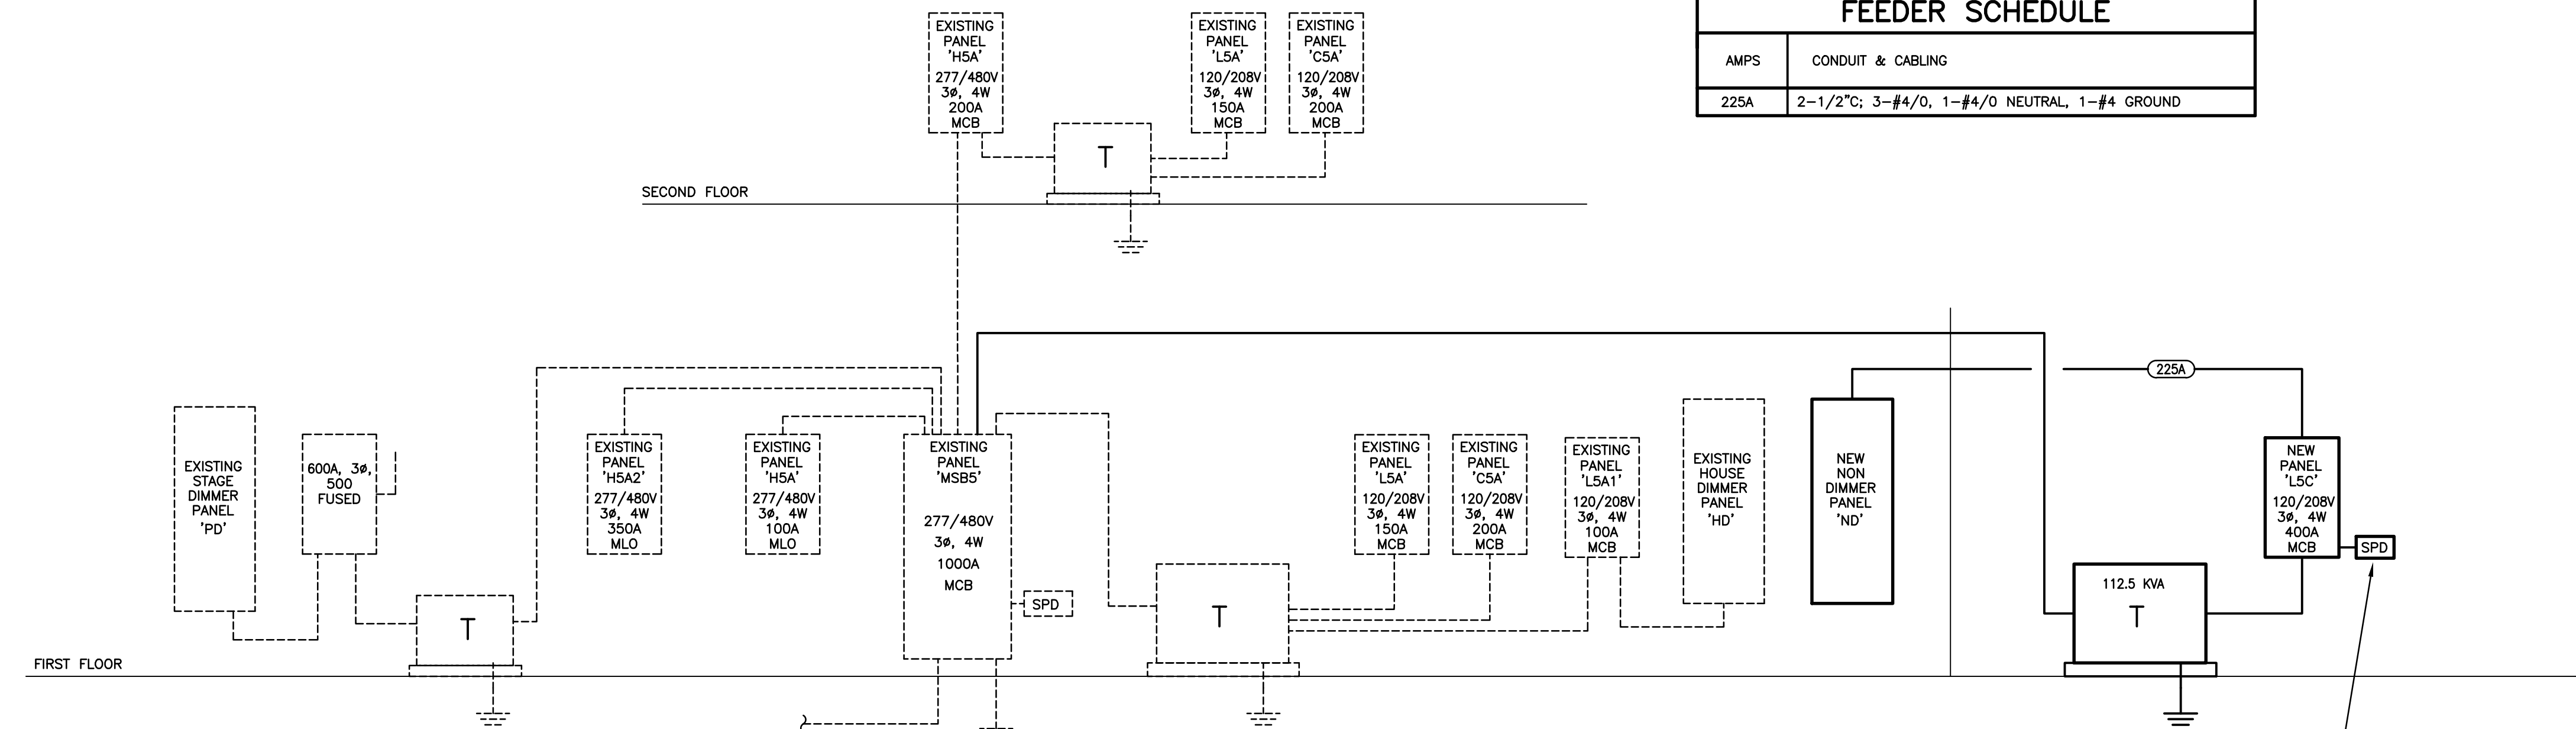 EXISTING
PANEL
'H5A'
277/480V
3ø, 4W
200A
MCB
EXISTING
PANEL
'L5A'
120/208V
3ø, 4W
150A
MCB
EXISTING
PANEL
'C5A'
120/208V
3ø, 4W
200A
MCB
T
SECOND FLOOR
FEEDER SCHEDULE
AMPS
CONDUIT & CABLING
225A
2-1/2"C; 3-#4/0, 1-#4/0 NEUTRAL, 1-#4 GROUND
EXISTING
STAGE
DIMMER
PANEL
'PD'
600A, 3ø,
500
FUSED
T
EXISTING
PANEL
'H5A2'
277/480V
3ø, 4W
350A
MLO
EXISTING
PANEL
'H5A'
277/480V
3ø, 4W
100A
MLO
EXISTING
PANEL
'MSB5'
277/480V
3ø, 4W
1000A
MCB
SPD
T
EXISTING
PANEL
'L5A'
120/208V
3ø, 4W
150A
MCB
EXISTING
PANEL
'C5A'
120/208V
3ø, 4W
200A
MCB
EXISTING
PANEL
'L5A1'
120/208V
3ø, 4W
100A
MCB
EXISTING
HOUSE
DIMMER
PANEL
'HD'
NEW
NON
DIMMER
PANEL
'ND'
225A
112.5 KVA
T
NEW
PANEL
'L5C'
120/208V
3ø, 4W
400A
MCB
SPD
FIRST FLOOR